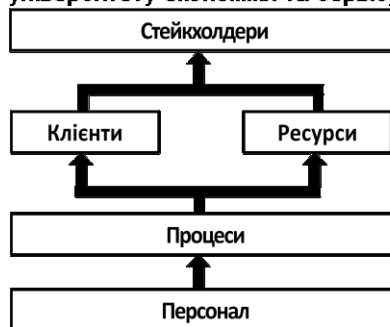 Стейкхолдери
Клієнти
Ресурси
Процеси
Персонал